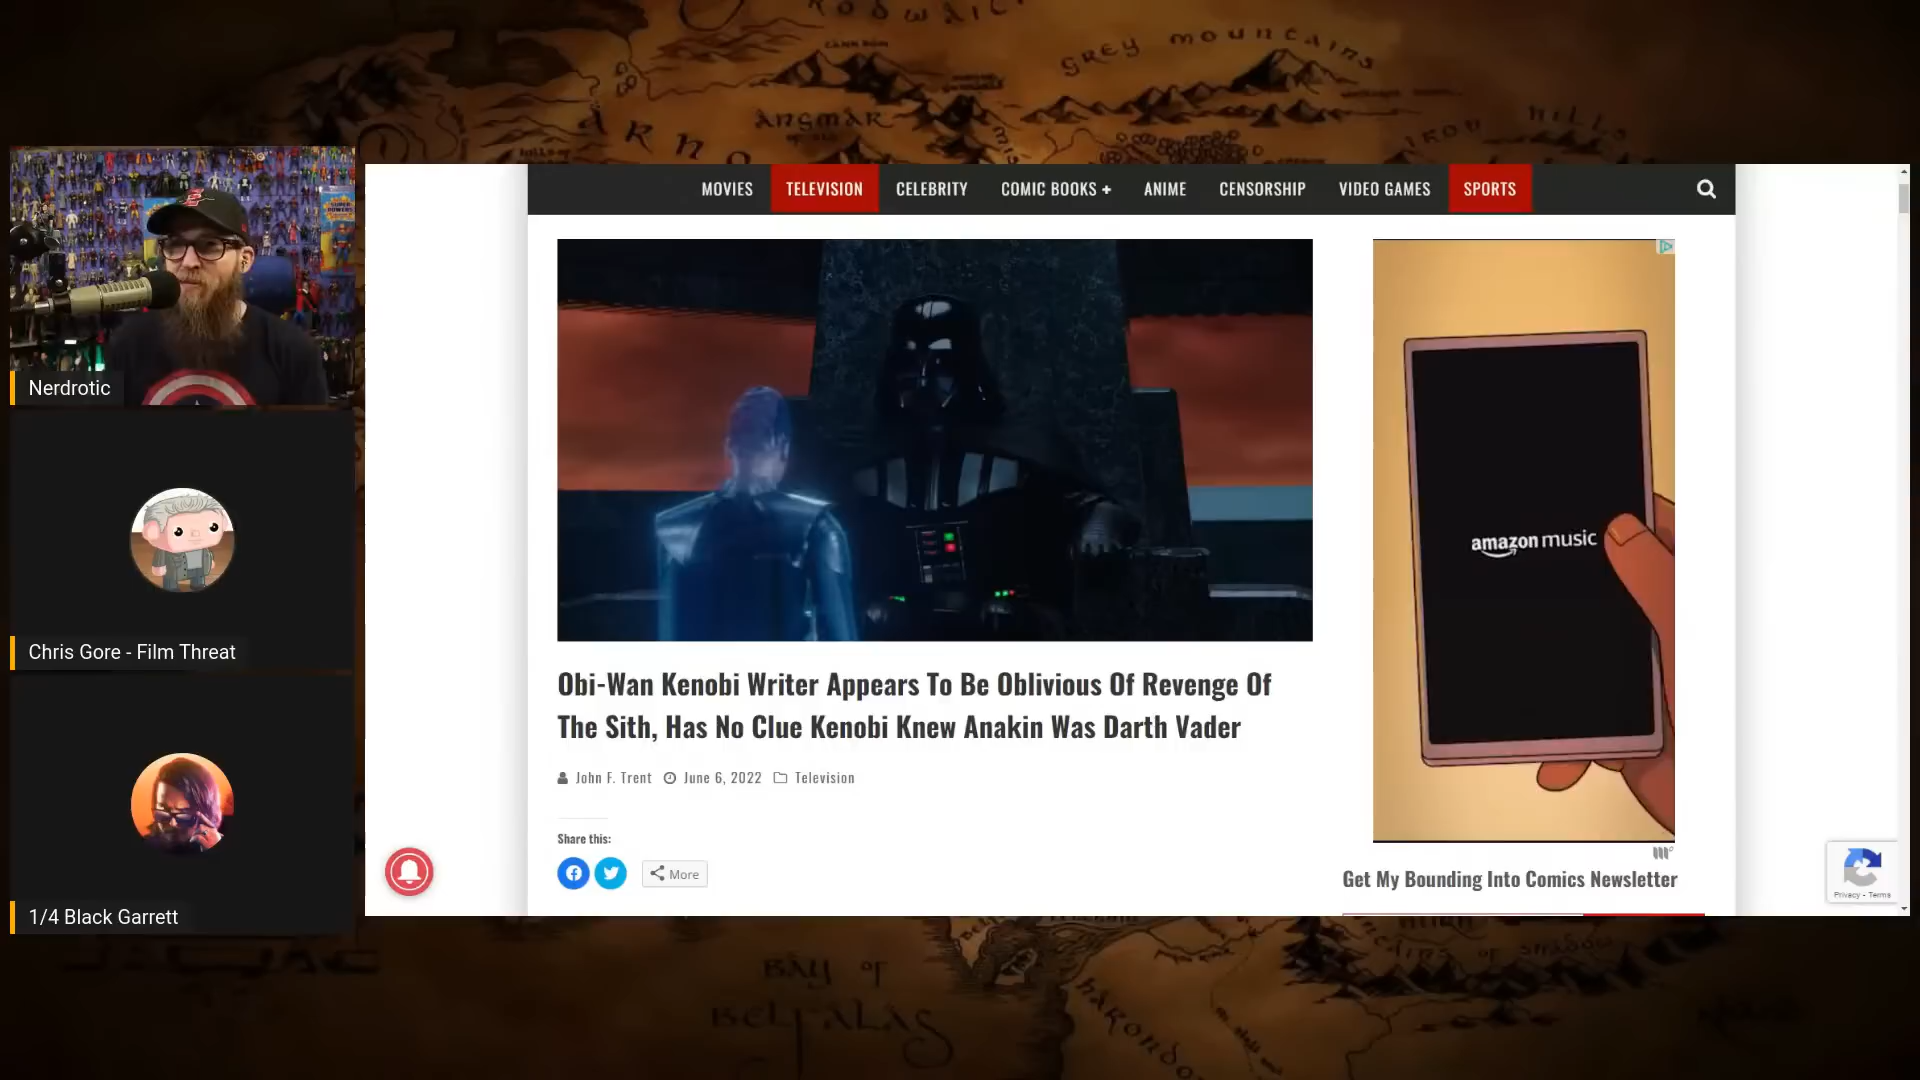 GREY MOUNTAINS
ANGMAR
ARNO
IRON HILLS
MOVIES
TELEVISION
CELEBRITY
COMIC BOOKS +
ANIME
CENSORSHIP
VIDEO GAMES
SPORTS
Nerdrotic
Chris Gore - Film Threat
1/4 Black Garrett
amazon music
Obi-Wan Kenobi Writer Appears To Be Oblivious Of Revenge Of
The Sith, Has No Clue Kenobi Knew Anakin Was Darth Vader
John F. Trent
June 6, 2022
Television
Share this:
More
Get My Bounding Into Comics Newsletter
Privacy - Terms
BAY OF
BELFALAS